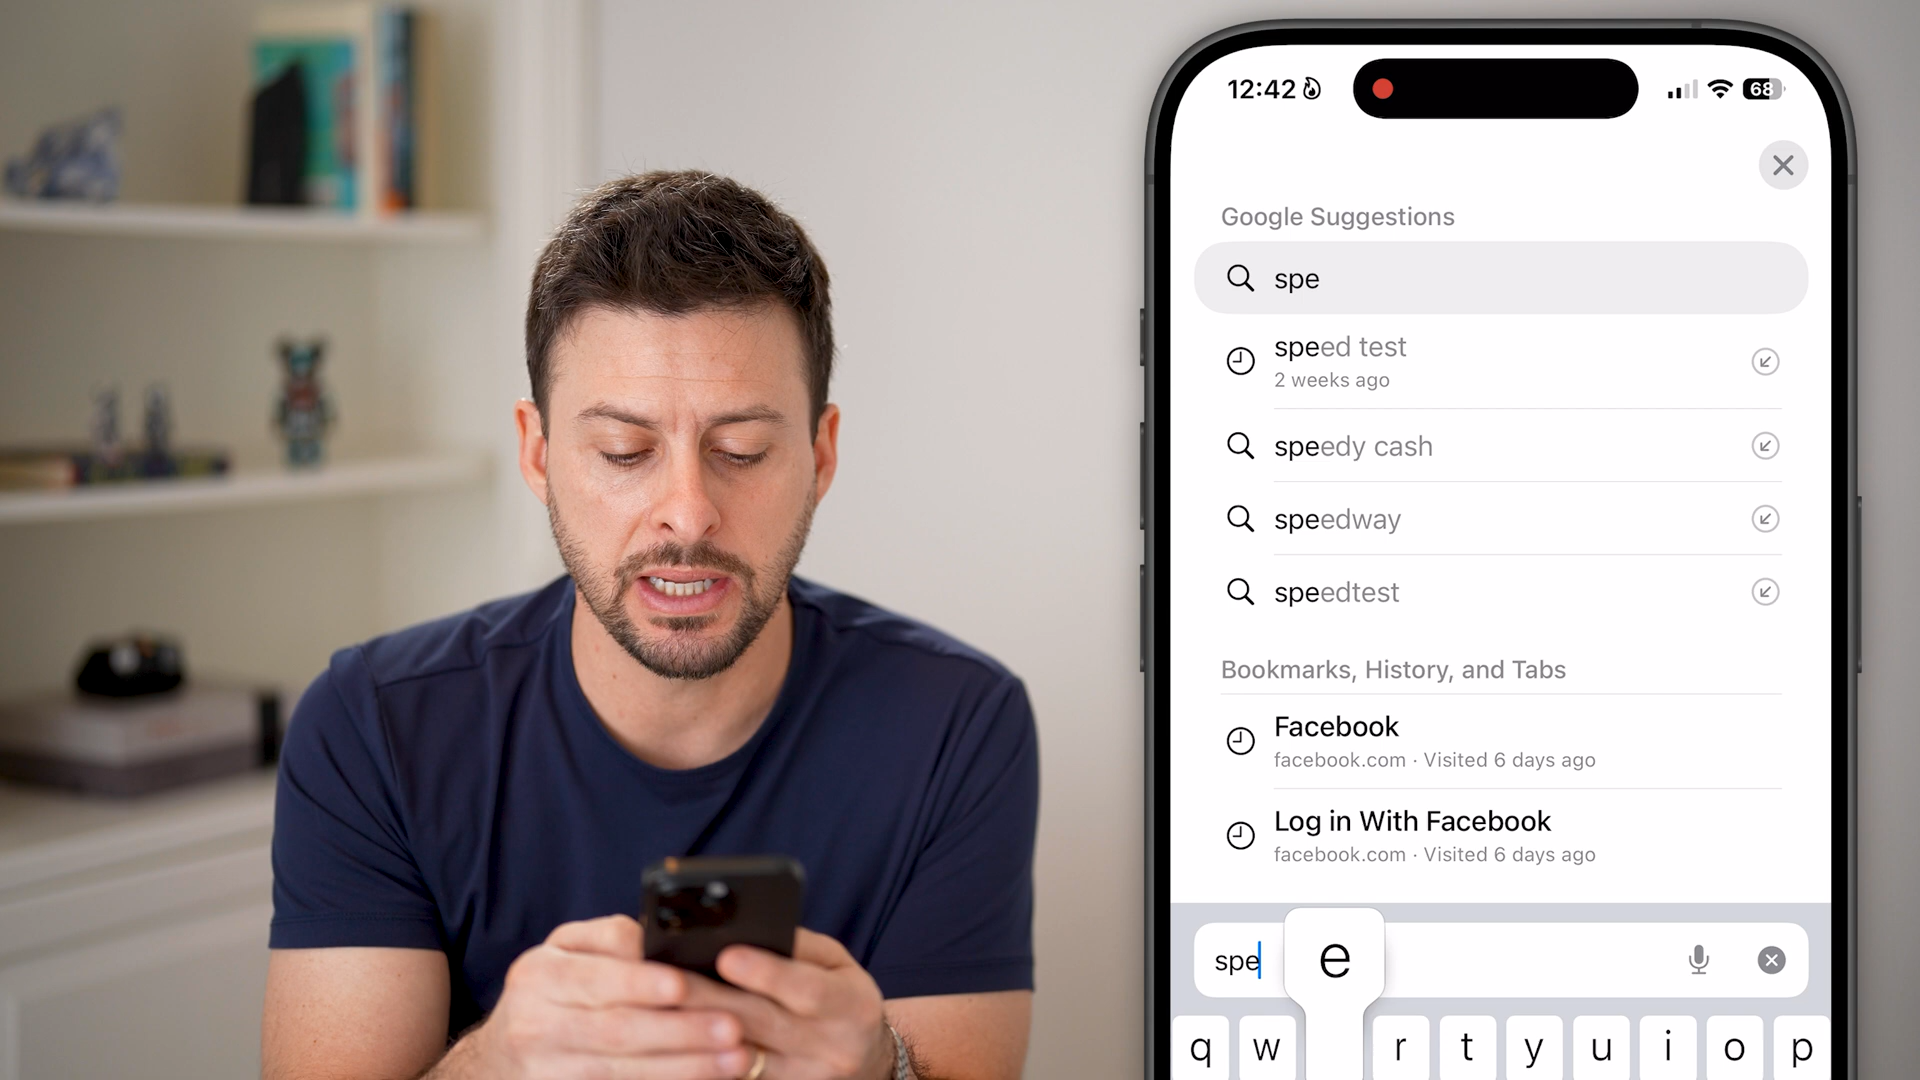 12:42
68
Google Suggestions
spe
speed test
2 weeks ago
speedy cash
speedway
speedtest
Bookmarks, History, and Tabs
Facebook
facebook.com · Visited 6 days ago
Log in With Facebook
facebook.com · Visited 6 days ago
spe
e
q w r t y u i o p